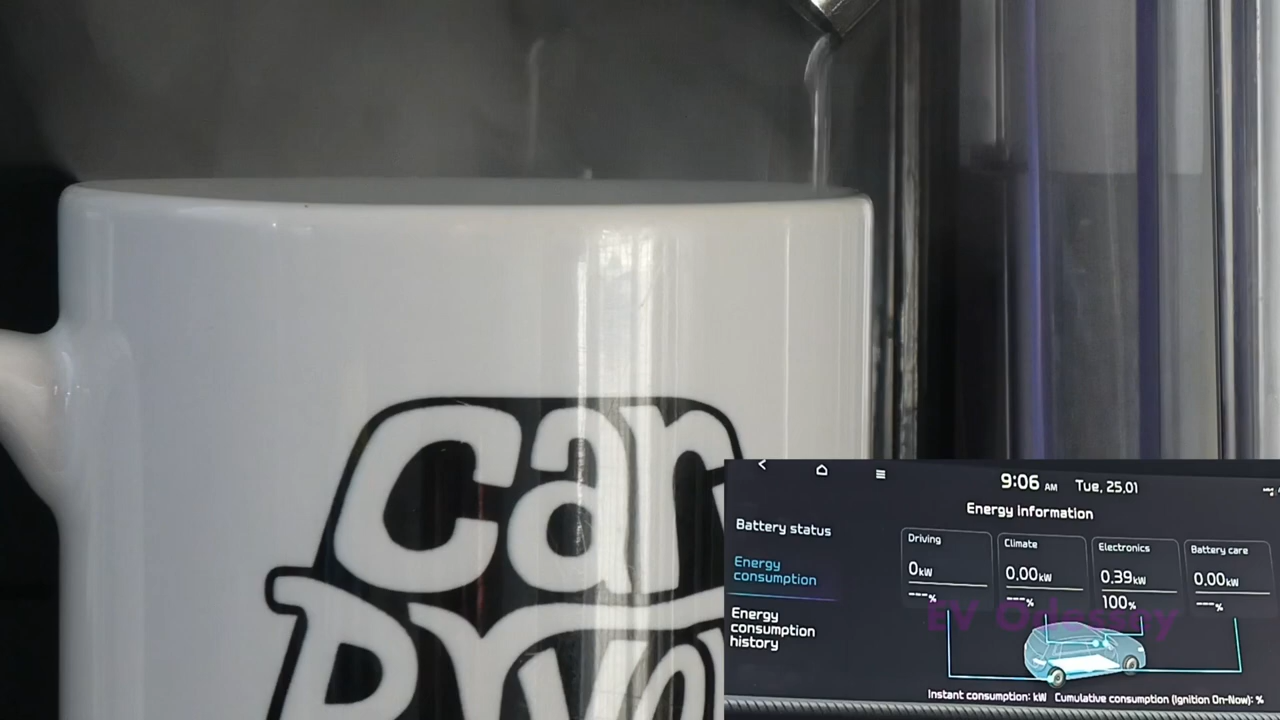 Car
9:06 AM Tue, 25.01
Energy information
Battery status
Energy
consumption
Energy
consumption
history
Driving
0kW
---%
Climate
0.00kW
---%
Electronics
0.39kW
100%
Battery care
0.00kW
---%
EV Odessey
Instant consumption: kW Cumulative consumption (Ignition On-Now): %